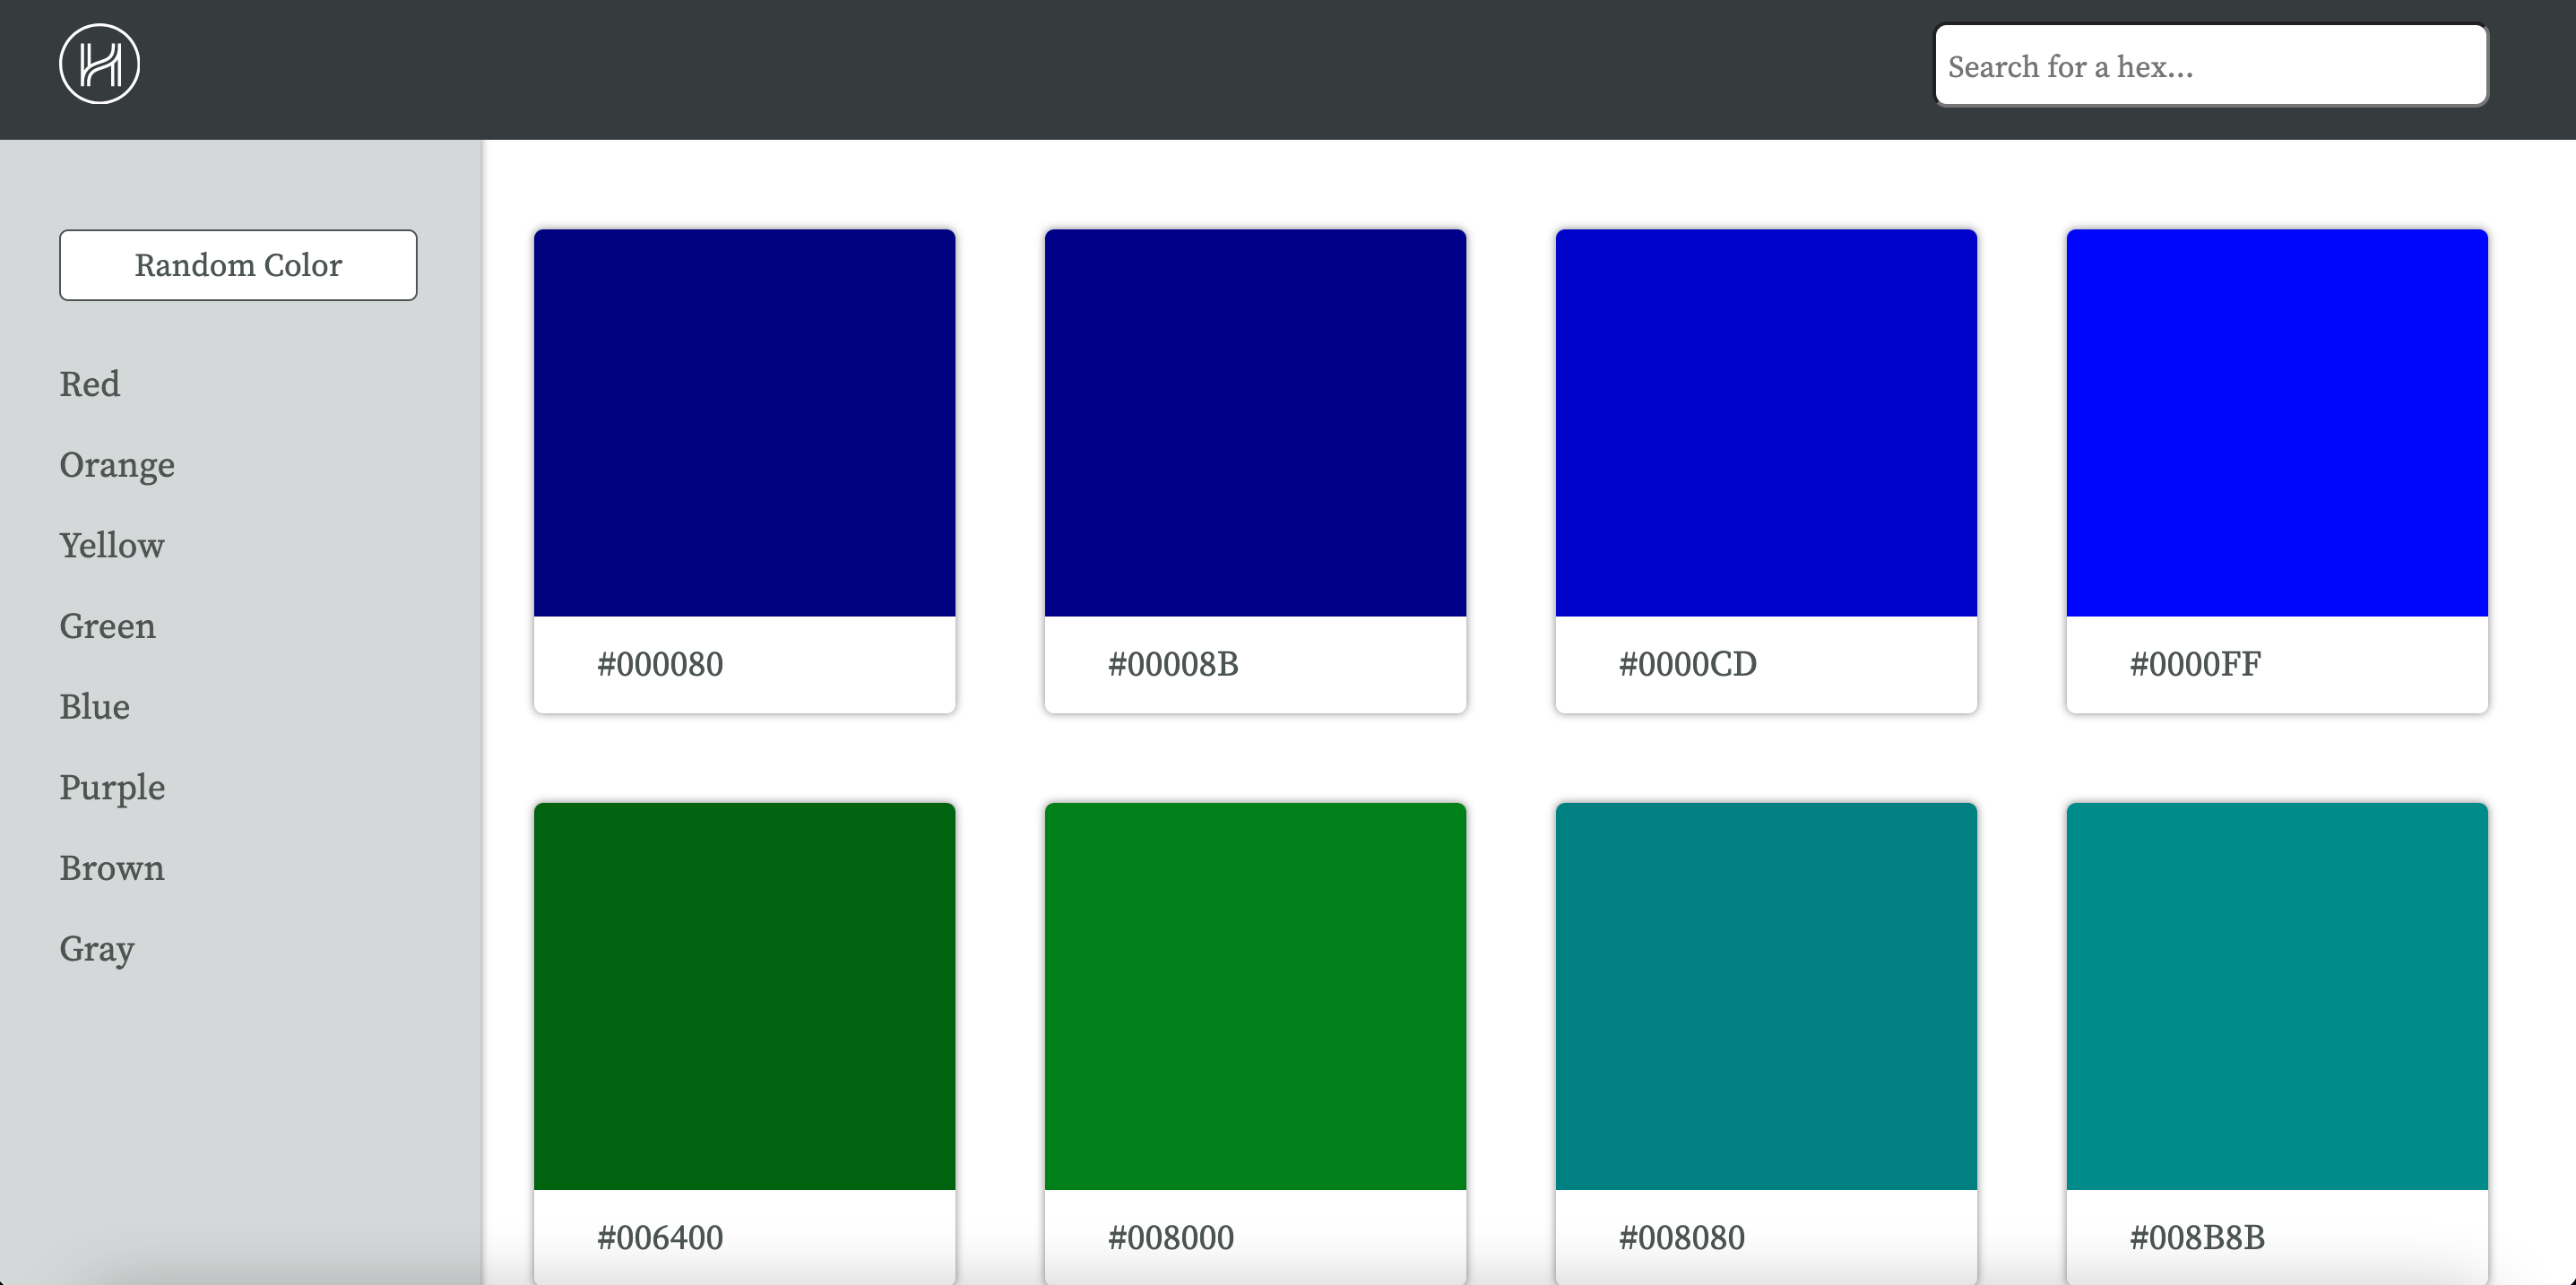 H
Search for a hex...
Random Color
Red
Orange
Yellow
Green
Blue
Purple
Brown
Gray
#000080
#00008B
#0000CD
#0000FF
#006400
#008000
#008080
#008B8B